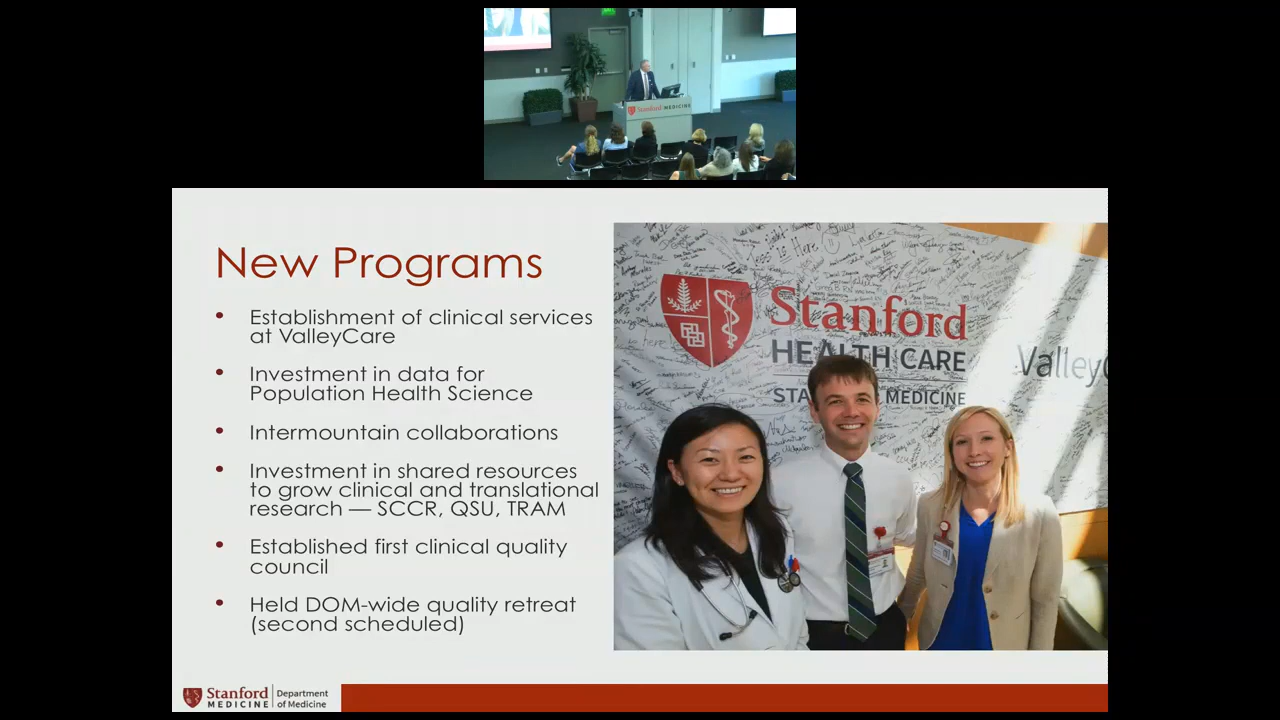 Stanford MEDICINE
New Programs
• Establishment of clinical services
at ValleyCare
• Investment in data for
Population Health Science
• Intermountain collaborations
• Investment in shared resources
to grow clinical and translational
research — SCCR, QSU, TRAM
• Established first clinical quality
council
• Held DOM-wide quality retreat
(second scheduled)
Stanford
HEALTH CARE
STA MEDICINE
Valley
Stanford
MEDICINE
Department
of Medicine